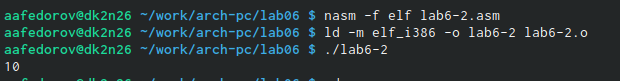 aafedorov@dk2n26 ~/work/arch-pc/lab06 $ nasm -f elf lab6-2.asm
aafedorov@dk2n26 ~/work/arch-pc/lab06 $ ld -m elf_i386 -o lab6-2 lab6-2.o
aafedorov@dk2n26 ~/work/arch-pc/lab06 $ ./lab6-2
10